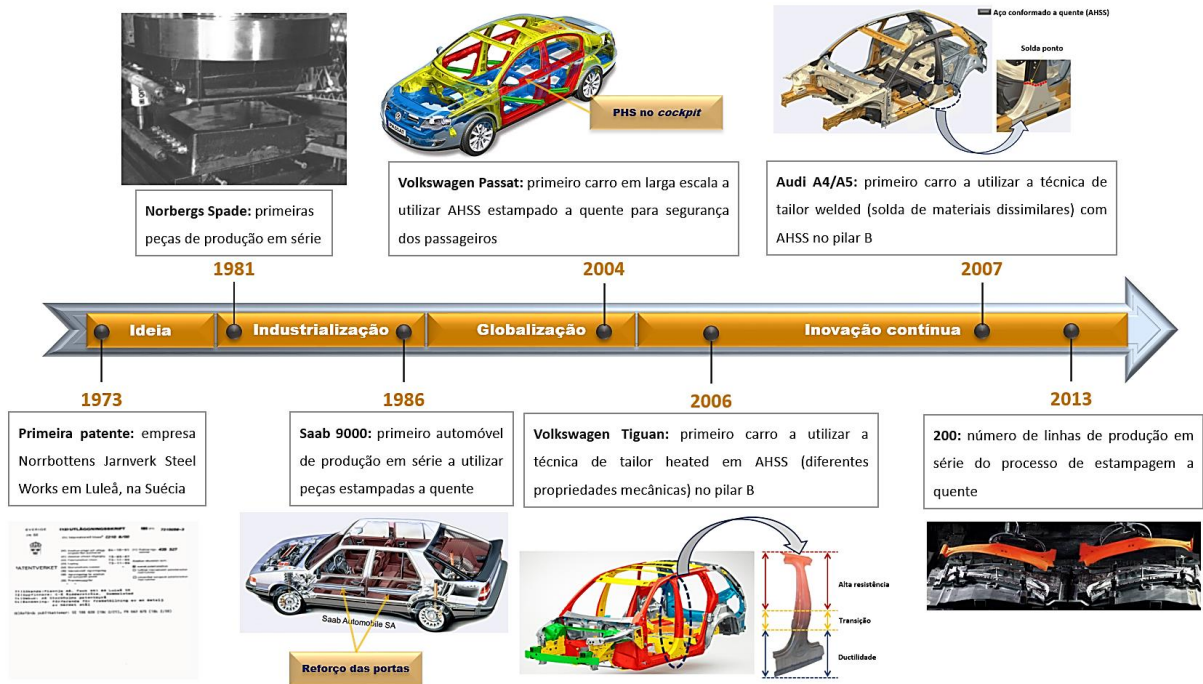 Aço conformado a quente (AHSS)
Solda ponto
PHS no cockpit
PASSAT
Norbergs Spade: primeiras
peças de produção em série
Volkswagen Passat: primeiro carro em larga escala a
utilizar AHSS estampado a quente para segurança
dos passageiros
Audi A4/A5: primeiro carro a utilizar a técnica de
tailor welded (solda de materiais dissimilares) com
AHSS no pilar B
1981
2004
2007
Ideia
Industrialização
Globalização
Inovação contínua
1973
1986
2006
2013
Primeira patente: empresa
Norrbottens Jarnverk Steel
Works em Luleå, na Suécia
Saab 9000: primeiro automóvel
de produção em série a utilizar
peças estampadas a quente
Volkswagen Tiguan: primeiro carro a utilizar a
técnica de tailor heated em AHSS (diferentes
propriedades mecânicas) no pilar B
200: número de linhas de produção em
série do processo de estampagem a
quente
PATENTVERKET
Saab Automobile SA
Reforço das portas
Alta resistência
Transição
Ductilidade